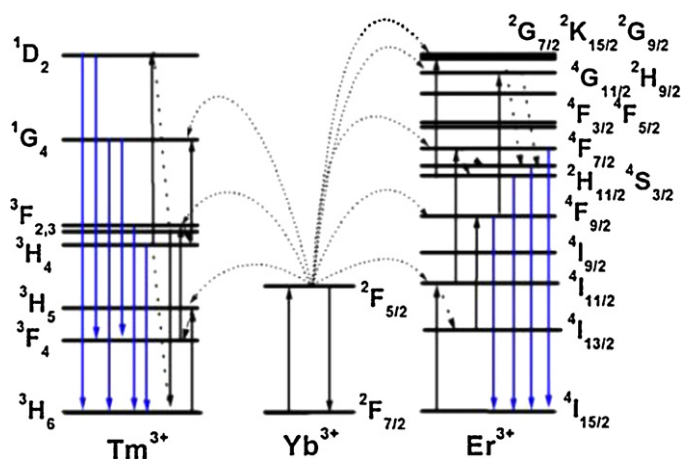 ¹D₂
¹G₄
³F₂,₃
³H₄
³H₅
³F₄
³H₆
Tm³⁺
²F₅/₂
²F₇/₂
Yb³⁺
²G₇/₂ ²K₁₅/₂ ²G₉/₂
⁴G₁₁/₂ ²H₉/₂
⁴F₃/₂ ⁴F₅/₂
⁴F₇/₂
²H₁₁/₂ ⁴S₃/₂
⁴F₉/₂
⁴I₉/₂
⁴I₁₁/₂
⁴I₁₃/₂
⁴I₁₅/₂
Er³⁺